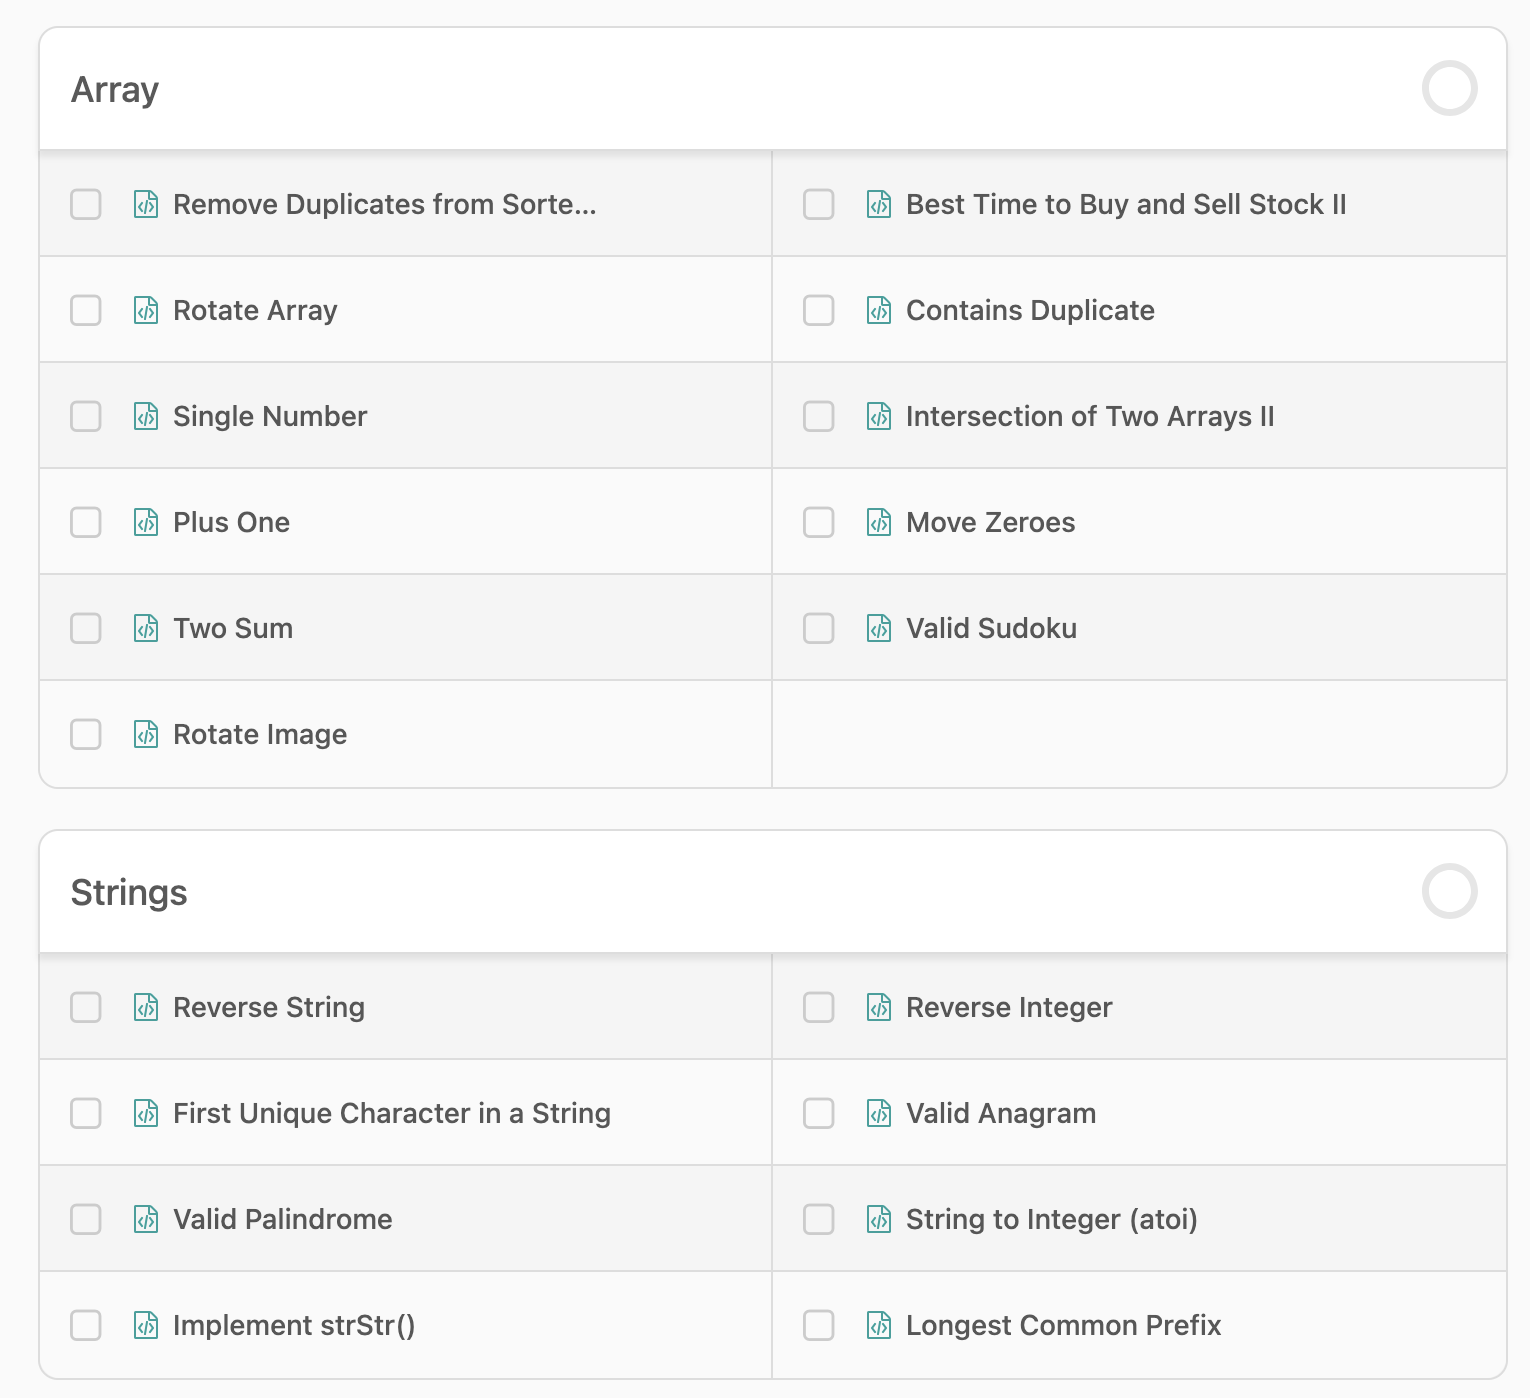 Array
Remove Duplicates from Sorte...
Best Time to Buy and Sell Stock II
Rotate Array
Contains Duplicate
Single Number
Intersection of Two Arrays II
Plus One
Move Zeroes
Two Sum
Valid Sudoku
Rotate Image
Strings
Reverse String
Reverse Integer
First Unique Character in a String
Valid Anagram
Valid Palindrome
String to Integer (atoi)
Implement strStr()
Longest Common Prefix